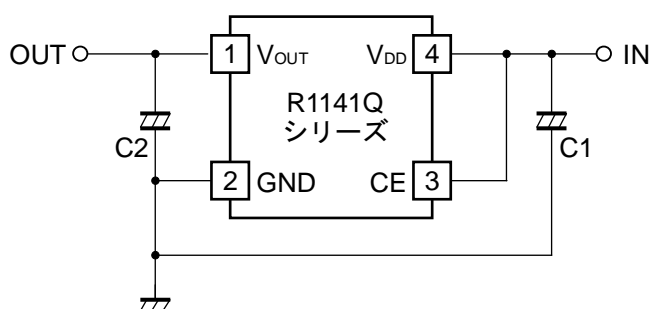 OUT
1 VOUT
VDD 4
IN
R1141Q
シリーズ
C2
C1
2 GND
CE 3